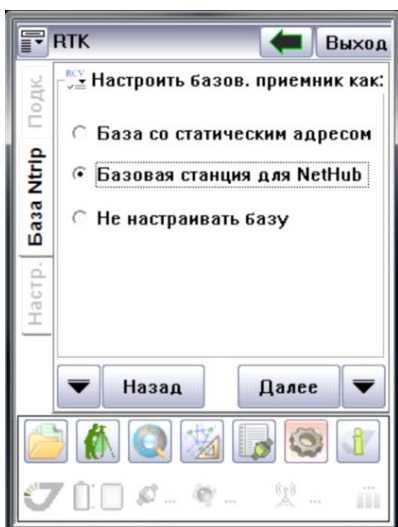 RTK
Выход
RCV
Настроить базов. приемник как:
Подк.
База Ntrip
Настр.
База со статическим адресом
Базовая станция для NetHub
Не настраивать базу
Назад
Далее
... ... ...